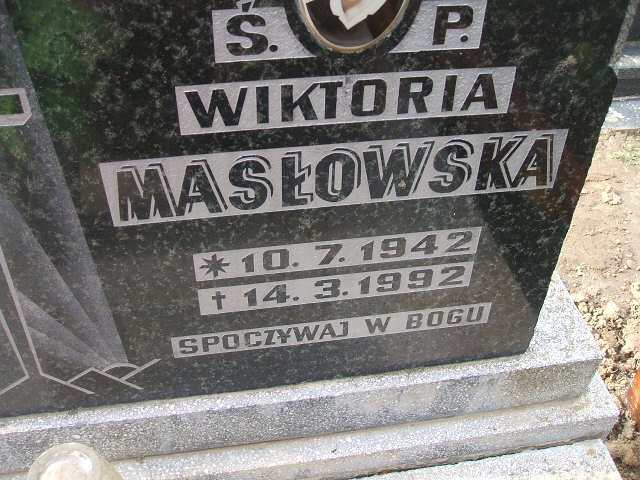 Ś. P.
WIKTORIA
MASŁOWSKA
* 10. 7. 1942
† 14. 3. 1992
SPOCZYWAJ W BOGU